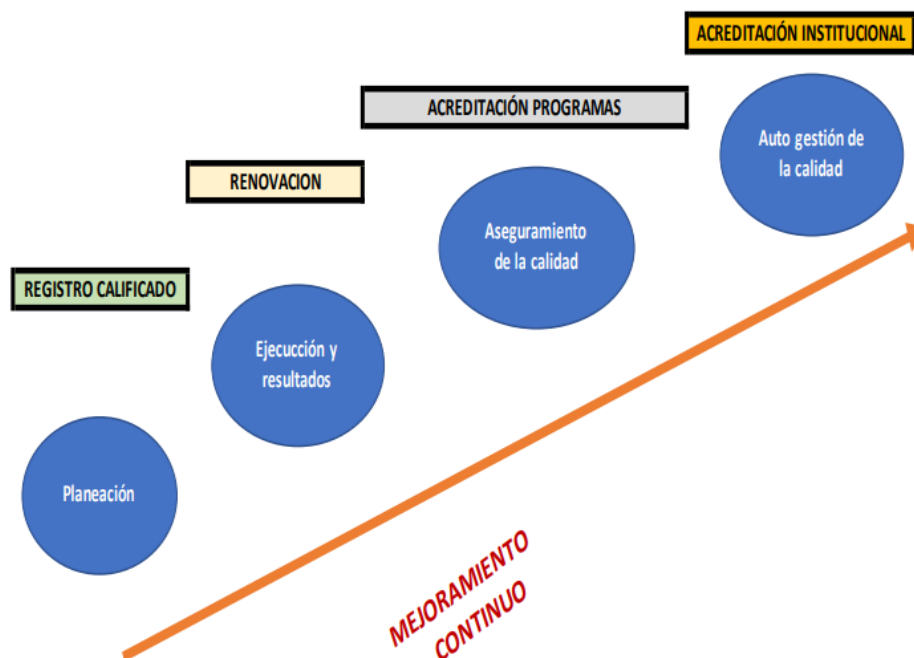 ACREDITACIÓN INSTITUCIONAL
Auto gestión de
la calidad
ACREDITACIÓN PROGRAMAS
Aseguramiento
de la calidad
RENOVACION
Ejecución y
resultados
REGISTRO CALIFICADO
Planeación
MEJORAMIENTO
CONTINUO